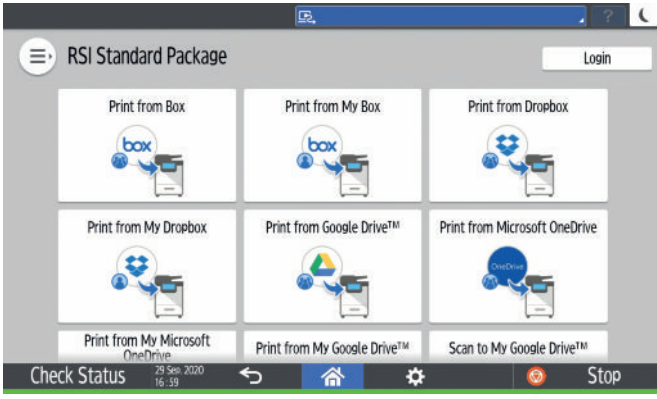 RSI Standard Package
Login
Print from Box
Print from My Box
Print from Dropbox
box
box
Print from My Dropbox
Print from Google Drive™
Print from Microsoft OneDrive
OneDrive
Print from My Microsoft
OneDrive
Print from My Google Drive™
Scan to My Google Drive™
Check Status
29 Sep. 2020
16:59
Stop
?